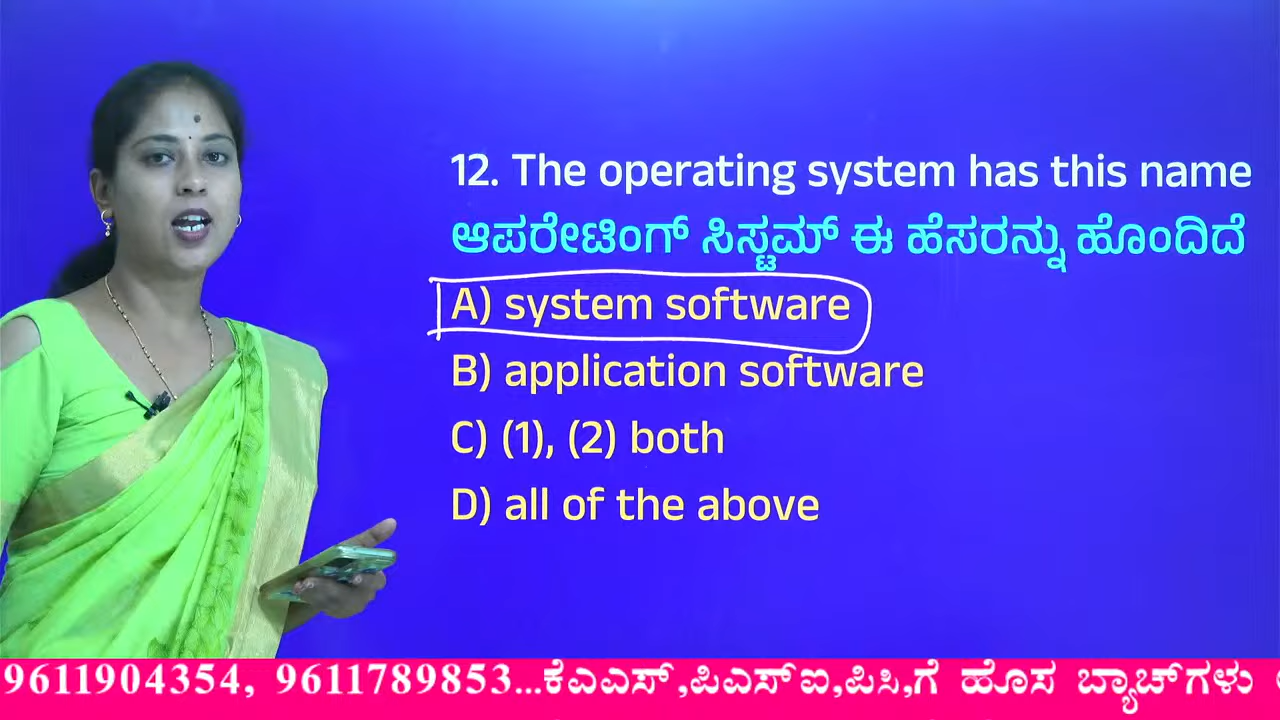 12. The operating system has this name
ಆಪರೇಟಿಂಗ್ ಸಿಸ್ಟಮ್ ಈ ಹೆಸರನ್ನು ಹೊಂದಿದೆ
A) system software
B) application software
C) (1), (2) both
D) all of the above
9611904354, 9611789853...ಕೆಎಎಸ್,ಪಿಎಸ್ಐ,ಪಿಸಿ,ಗೆ ಹೊಸ ಬ್ಯಾಚ್‌ಗಳು